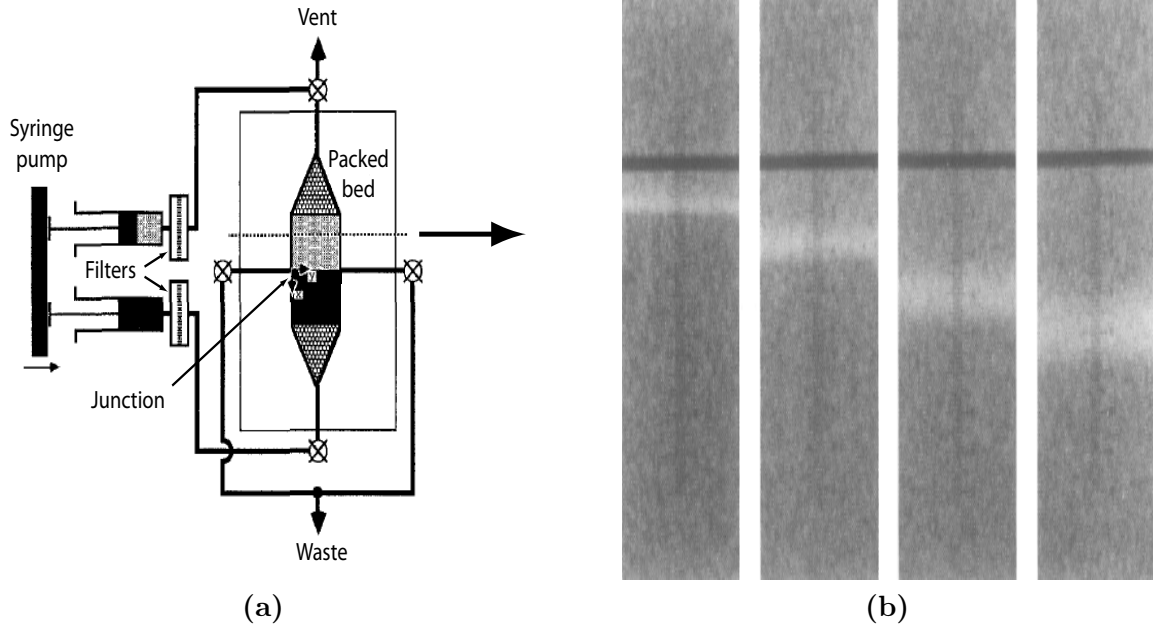 Vent
Syringe
pump
Packed
bed
Filters
y
x
Junction
Waste
(a)
(b)